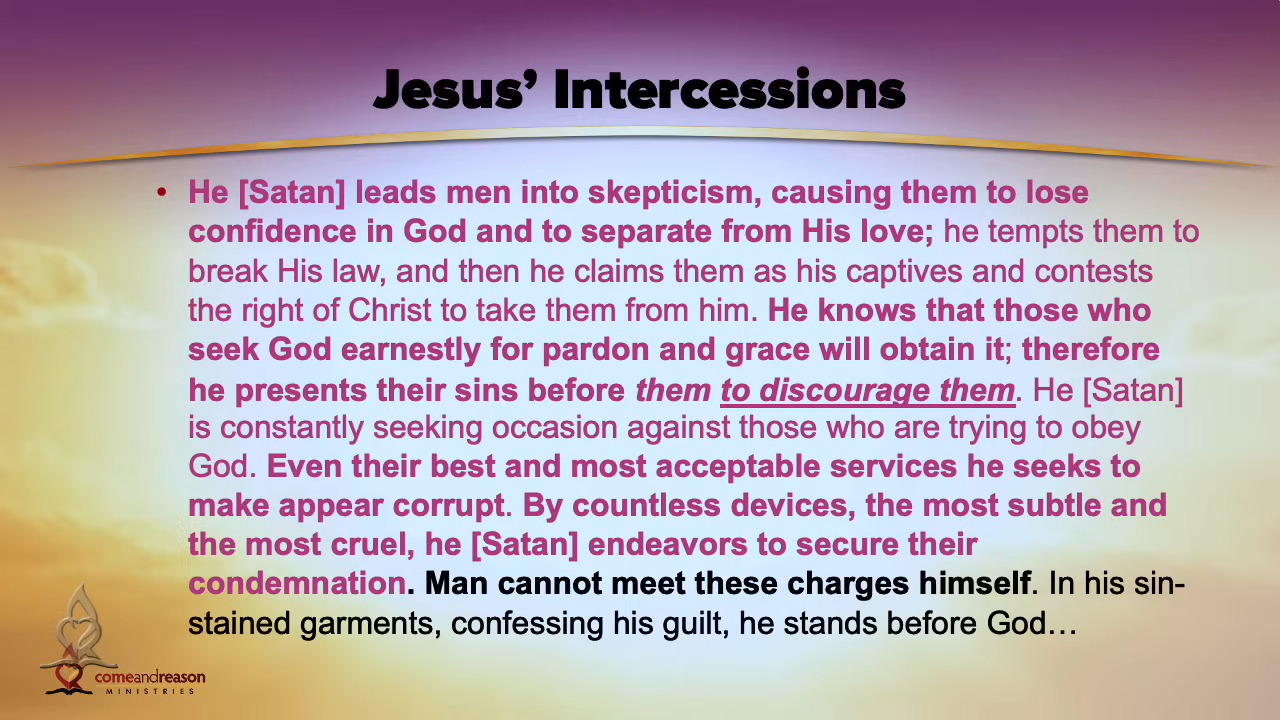 Jesus’ Intercessions
• He [Satan] leads men into skepticism, causing them to lose
confidence in God and to separate from His love; he tempts them to
break His law, and then he claims them as his captives and contests
the right of Christ to take them from him. He knows that those who
seek God earnestly for pardon and grace will obtain it; therefore
he presents their sins before them to discourage them. He [Satan]
is constantly seeking occasion against those who are trying to obey
God. Even their best and most acceptable services he seeks to
make appear corrupt. By countless devices, the most subtle and
the most cruel, he [Satan] endeavors to secure their
condemnation. Man cannot meet these charges himself. In his sin-
stained garments, confessing his guilt, he stands before God…
comeandreason
MINISTRIES